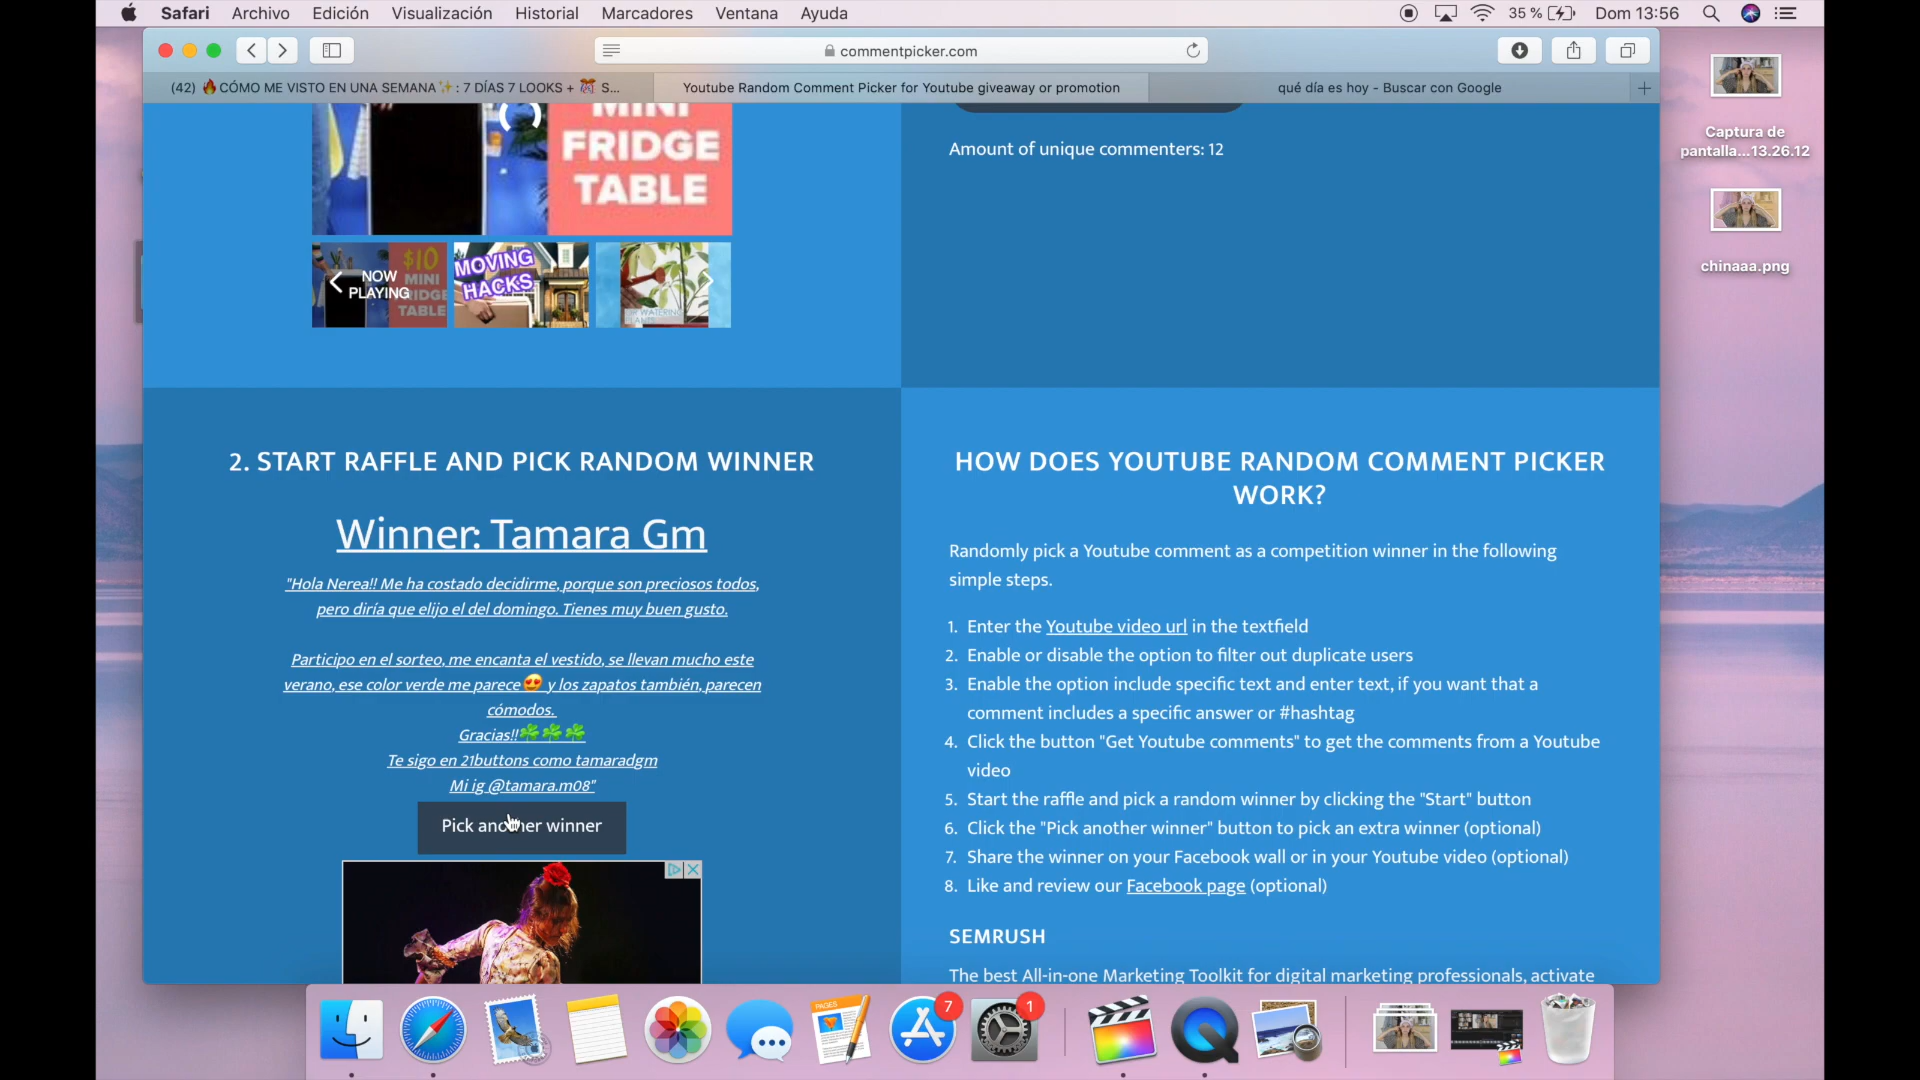 Safari Archivo Edición Visualización Historial Marcadores Ventana Ayuda 35 % Dom 13:56
commentpicker.com
(42) 🔥CÓMO ME VISTO EN UNA SEMANA✨: 7 DÍAS 7 LOOKS + 🎊 S...
Youtube Random Comment Picker for Youtube giveaway or promotion
qué día es hoy - Buscar con Google
Captura de
pantalla...13.26.12
chinaaa.png
MINI
FRIDGE
TABLE
Amount of unique commenters: 12
NOW
PLAYING
$10
MINI
TABLE
MOVING
HACKS
2. START RAFFLE AND PICK RANDOM WINNER
Winner: Tamara Gm
"Hola Nerea!! Me ha costado decidirme, porque son preciosos todos,
pero diría que elijo el del domingo. Tienes muy buen gusto.
Participo en el sorteo, me encanta el vestido, se llevan mucho este
verano, ese color verde me parece😍 y los zapatos también, parecen
cómodos.
Gracias!!☘️☘️☘️
Te sigo en 21buttons como tamaradgm
Mi ig @tamara.m08"
Pick another winner
HOW DOES YOUTUBE RANDOM COMMENT PICKER
WORK?
Randomly pick a Youtube comment as a competition winner in the following
simple steps.
1. Enter the Youtube video url in the textfield
2. Enable or disable the option to filter out duplicate users
3. Enable the option include specific text and enter text, if you want that a
comment includes a specific answer or #hashtag
4. Click the button "Get Youtube comments" to get the comments from a Youtube
video
5. Start the raffle and pick a random winner by clicking the "Start" button
6. Click the "Pick another winner" button to pick an extra winner (optional)
7. Share the winner on your Facebook wall or in your Youtube video (optional)
8. Like and review our Facebook page (optional)
SEMRUSH
The best All-in-one Marketing Toolkit for digital marketing professionals, activate
PAGES
7
1